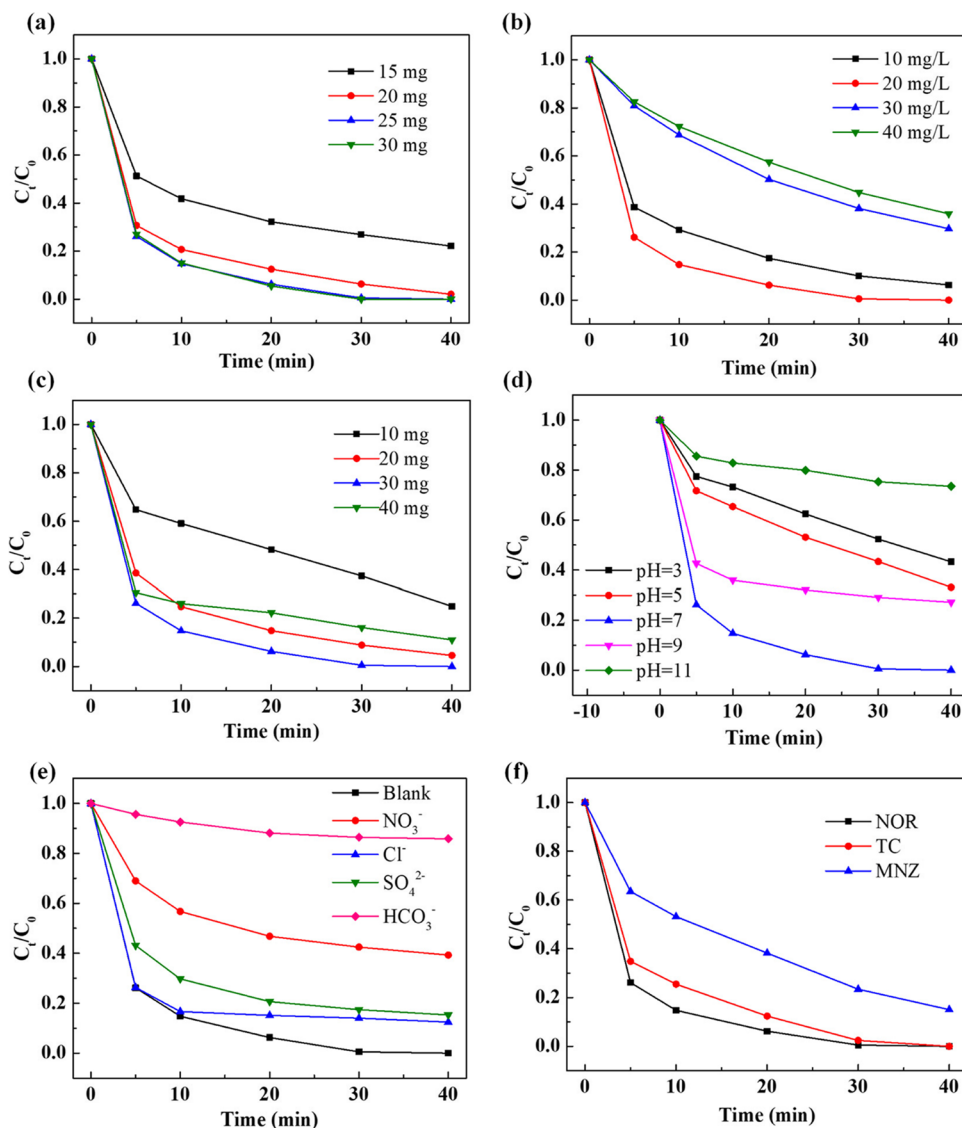 (a)
1.0
0.8
0.6
0.4
0.2
0.0
Cₜ/C₀
15 mg
20 mg
25 mg
30 mg
0 10 20 30 40
Time (min)
(b)
1.0
0.8
0.6
0.4
0.2
0.0
Cₜ/C₀
10 mg/L
20 mg/L
30 mg/L
40 mg/L
0 10 20 30 40
Time (min)
(c)
1.0
0.8
0.6
0.4
0.2
0.0
Cₜ/C₀
10 mg
20 mg
30 mg
40 mg
0 10 20 30 40
Time (min)
(d)
1.0
0.8
0.6
0.4
0.2
0.0
Cₜ/C₀
pH=3
pH=5
pH=7
pH=9
pH=11
-10 0 10 20 30 40
Time (min)
(e)
1.0
0.8
0.6
0.4
0.2
0.0
Cₜ/C₀
Blank
NO₃⁻
Cl⁻
SO₄²⁻
HCO₃⁻
0 10 20 30 40
Time (min)
(f)
1.0
0.8
0.6
0.4
0.2
0.0
Cₜ/C₀
NOR
TC
MNZ
0 10 20 30 40
Time (min)